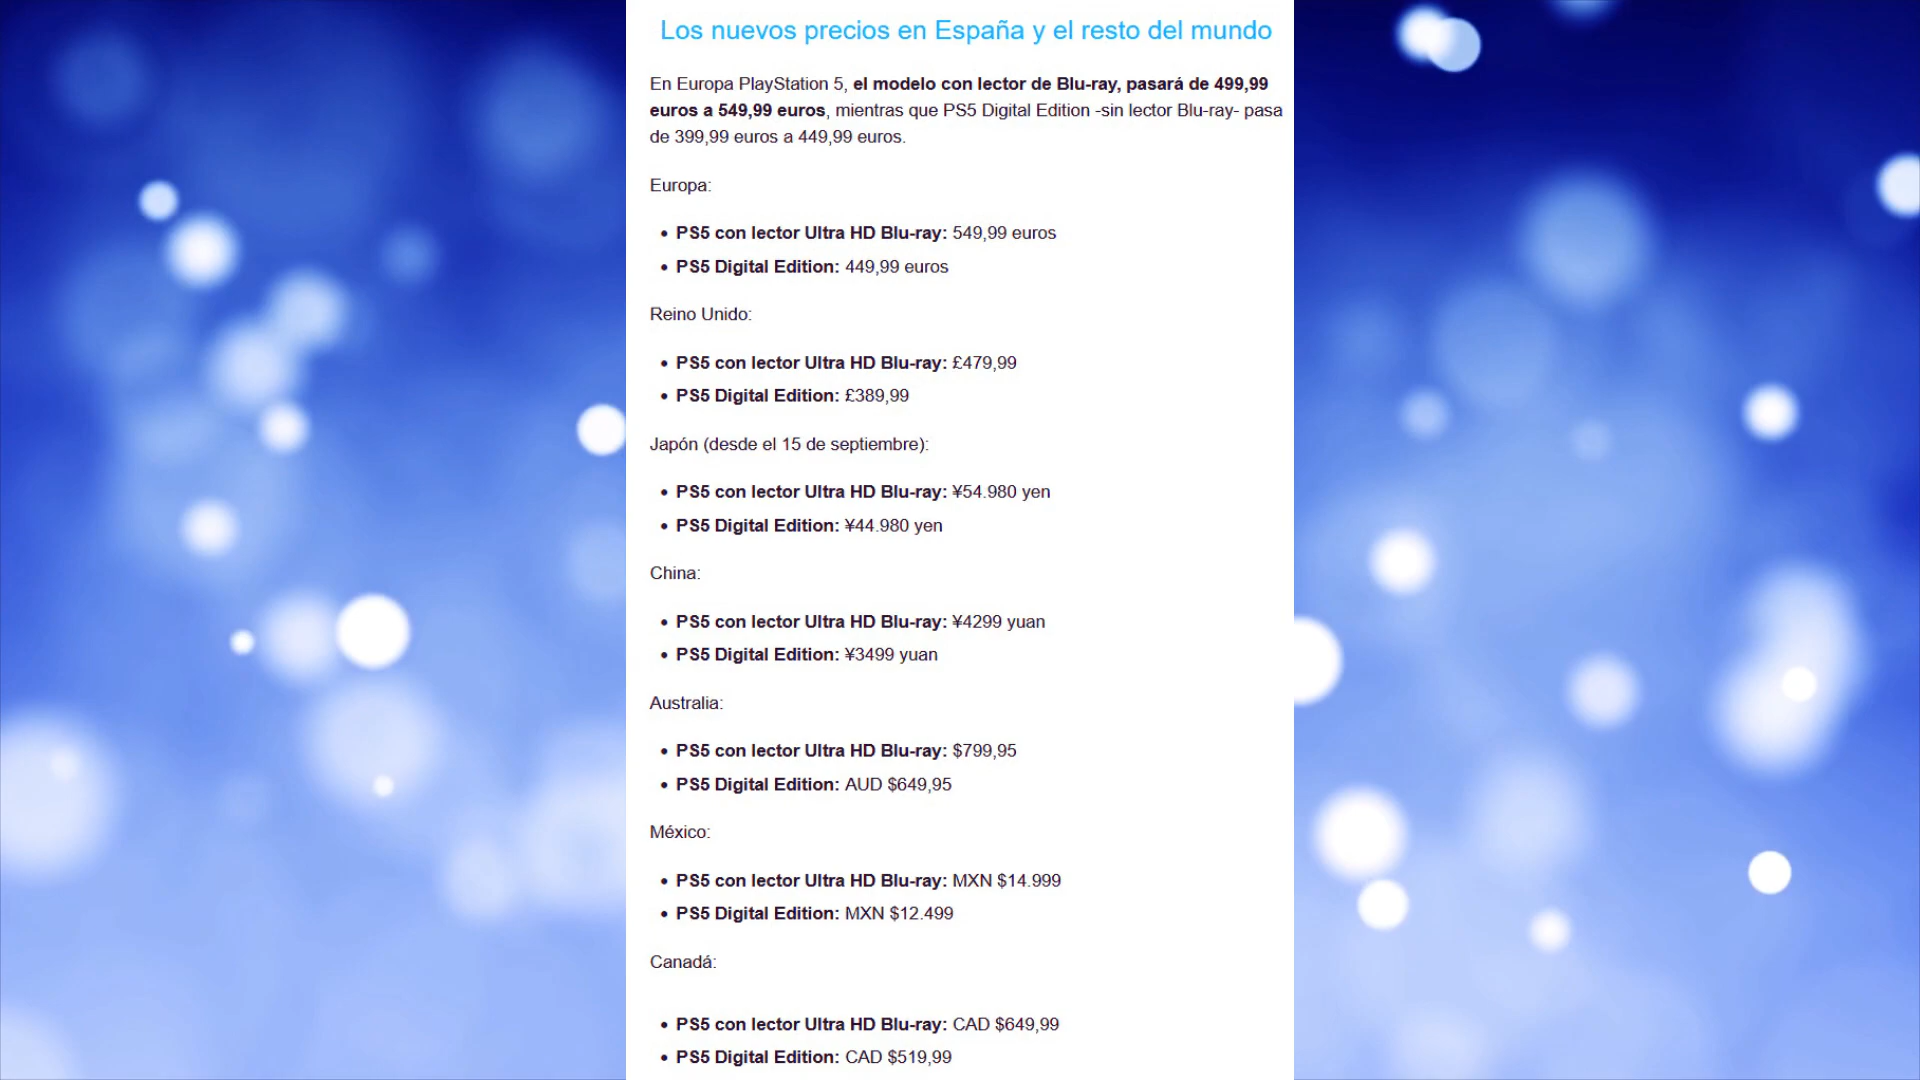 Los nuevos precios en España y el resto del mundo
En Europa PlayStation 5, el modelo con lector de Blu-ray, pasará de 499,99
euros a 549,99 euros, mientras que PS5 Digital Edition -sin lector Blu-ray- pasa
de 399,99 euros a 449,99 euros.
Europa:
• PS5 con lector Ultra HD Blu-ray: 549,99 euros
• PS5 Digital Edition: 449,99 euros
Reino Unido:
• PS5 con lector Ultra HD Blu-ray: £479,99
• PS5 Digital Edition: £389,99
Japón (desde el 15 de septiembre):
• PS5 con lector Ultra HD Blu-ray: ¥54.980 yen
• PS5 Digital Edition: ¥44.980 yen
China:
• PS5 con lector Ultra HD Blu-ray: ¥4299 yuan
• PS5 Digital Edition: ¥3499 yuan
Australia:
• PS5 con lector Ultra HD Blu-ray: $799,95
• PS5 Digital Edition: AUD $649,95
México:
• PS5 con lector Ultra HD Blu-ray: MXN $14.999
• PS5 Digital Edition: MXN $12.499
Canadá:
• PS5 con lector Ultra HD Blu-ray: CAD $649,99
• PS5 Digital Edition: CAD $519,99